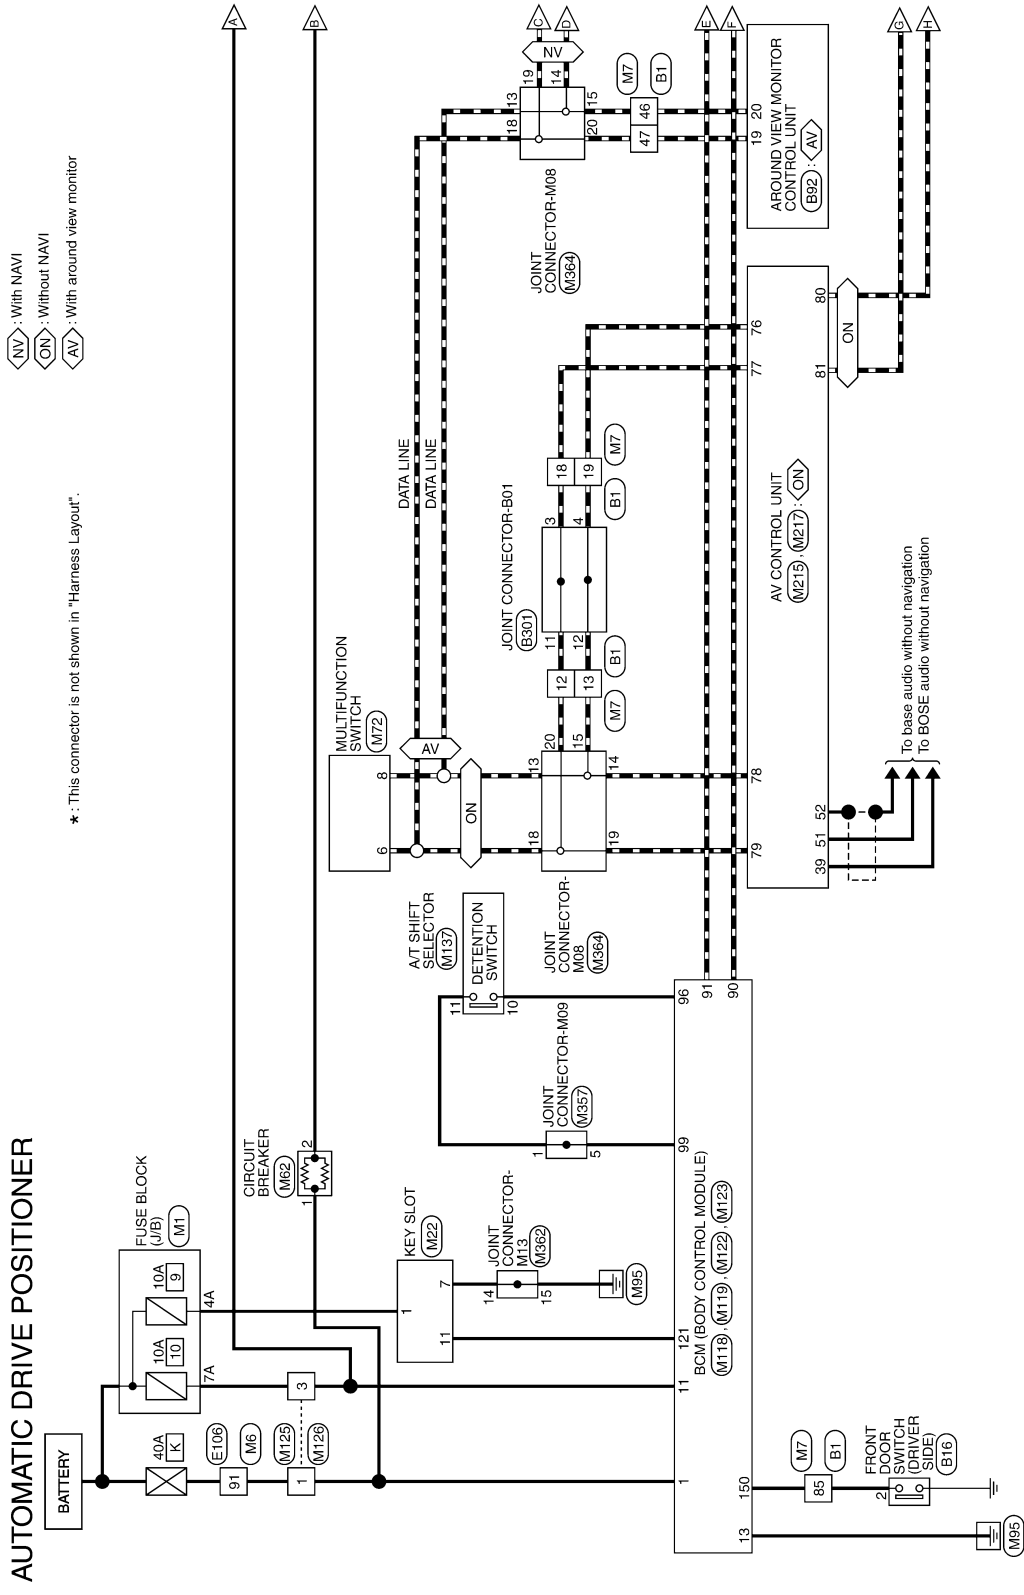 AUTOMATIC DRIVE POSITIONER
NV : With NAVI
ON : Without NAVI
AV : With around view monitor
* : This connector is not shown in "Harness Layout".
BATTERY
40A
K
FUSE BLOCK
(J/B)
M1
10A
10
10A
9
7A
4A
E106
M6
91
M125
M126
1
3
CIRCUIT
BREAKER
M62
1
2
A
B
KEY SLOT
M22
1
7
11
JOINT
CONNECTOR-
M13
M362
14
15
M95
JOINT
CONNECTOR-M09
M357
1
5
A/T SHIFT
SELECTOR
M137
DETENTION
SWITCH
11
10
MULTIFUNCTION
SWITCH
M72
6
8
AV
ON
DATA LINE
DATA LINE
JOINT
CONNECTOR-
M08
M364
18
13
20
15
19
14
12
13
M7
B1
JOINT CONNECTOR-B01
B301
11
12
3
4
18
19
B1
M7
JOINT
CONNECTOR-M08
M364
18
13
19
14
20
15
NV
C
D
47
46
M7
B1
E
F
AROUND VIEW MONITOR
CONTROL UNIT
B92 : AV
19
20
BCM (BODY CONTROL MODULE)
M118 , M119 , M122 , M123
1
11
121
99
96
91
90
13
150
M95
85
M7
B1
FRONT
DOOR
SWITCH
(DRIVER
SIDE)
B16
2
AV CONTROL UNIT
M215 , M217 : ON
79
78
77
76
39
51
52
81
80
ON
To base audio without navigation
To BOSE audio without navigation
G
H